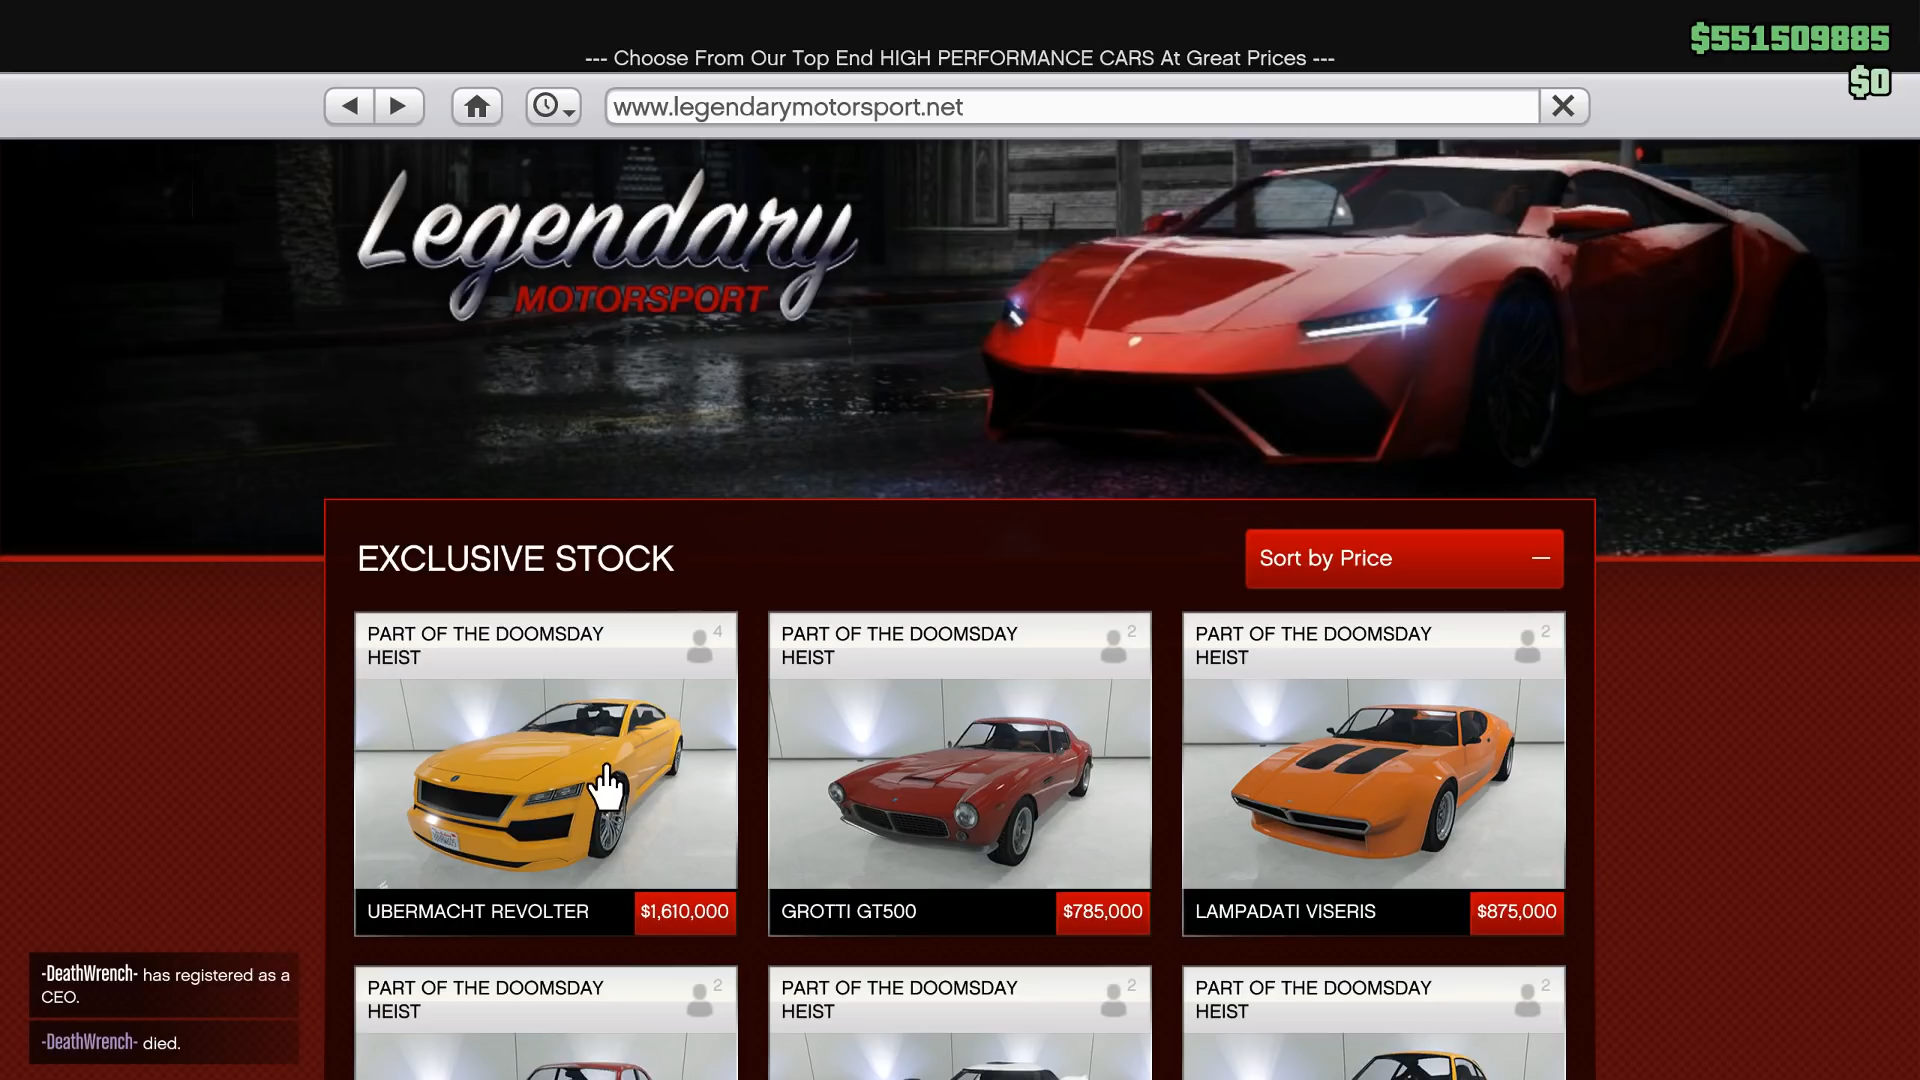 --- Choose From Our Top End HIGH PERFORMANCE CARS At Great Prices ---
$551509885
$0
www.legendarymotorsport.net
Legendary
MOTORSPORT
EXCLUSIVE STOCK
Sort by Price
PART OF THE DOOMSDAY
HEIST
4
PART OF THE DOOMSDAY
HEIST
2
PART OF THE DOOMSDAY
HEIST
2
UBERMACHT REVOLTER
$1,610,000
GROTTI GT500
$785,000
LAMPADATI VISERIS
$875,000
PART OF THE DOOMSDAY
HEIST
2
PART OF THE DOOMSDAY
HEIST
2
PART OF THE DOOMSDAY
HEIST
2
-DeathWrench- has registered as a
CEO.
-DeathWrench- died.